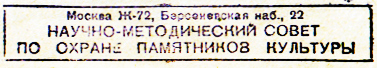 Москва Ж-72, Берсеневская наб., 22
НАУЧНО-МЕТОДИЧЕСКИЙ СОВЕТ
ПО ОХРАНЕ ПАМЯТНИКОВ КУЛЬТУРЫ